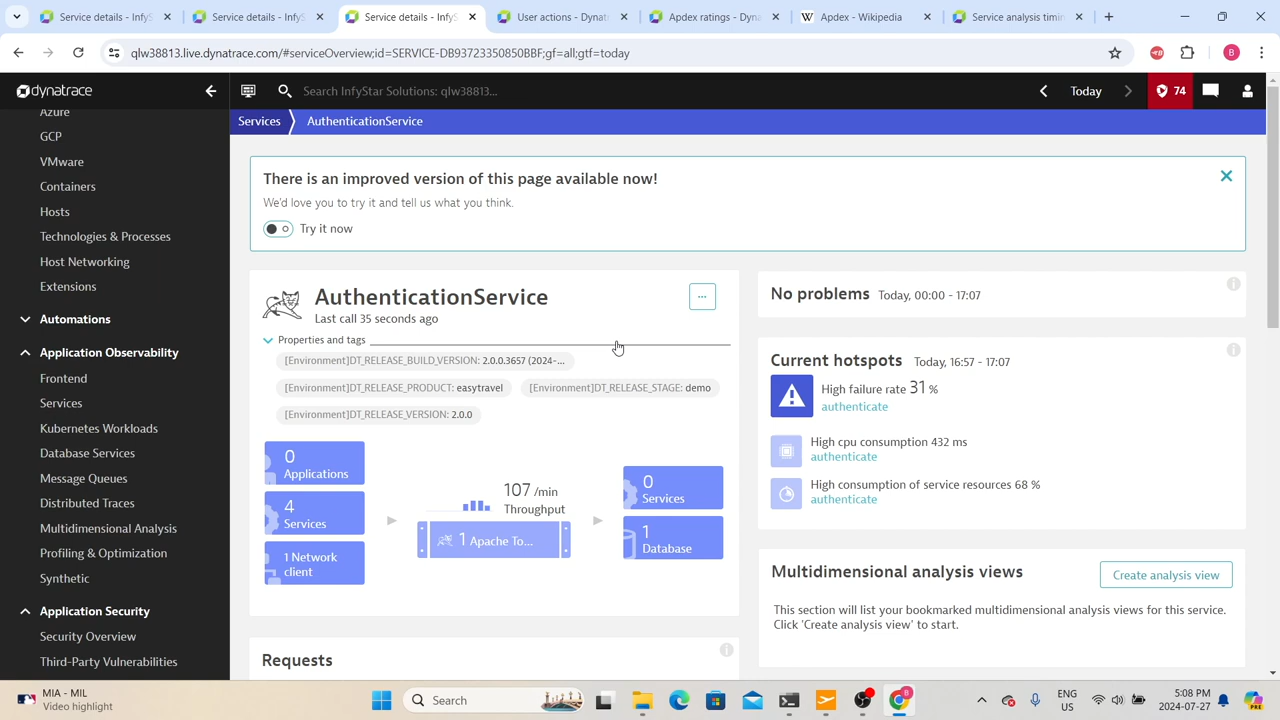 Service details - InfyS
Service details - InfyS
Service details - InfyS
User actions - Dynat
Apdex ratings - Dyna
Apdex - Wikipedia
Service analysis timin
qlw38813.live.dynatrace.com/#serviceOverview;id=SERVICE-DB93723350850BBF;gf=all;gtf=today
B
dynatrace
Search InfyStar Solutions: qlw38813...
Today
74
Azure
GCP
VMware
Containers
Hosts
Technologies & Processes
Host Networking
Extensions
Automations
Application Observability
Frontend
Services
Kubernetes Workloads
Database Services
Message Queues
Distributed Traces
Multidimensional Analysis
Profiling & Optimization
Synthetic
Application Security
Security Overview
Third-Party Vulnerabilities
Services
AuthenticationService
There is an improved version of this page available now!
We'd love you to try it and tell us what you think.
Try it now
AuthenticationService
...
Last call 35 seconds ago
Properties and tags
[Environment]DT_RELEASE_BUILD_VERSION: 2.0.0.3657 (2024-...
[Environment]DT_RELEASE_PRODUCT: easytravel
[Environment]DT_RELEASE_STAGE: demo
[Environment]DT_RELEASE_VERSION: 2.0.0
0
Applications
4
Services
1 Network
client
107 /min
Throughput
1 Apache To...
0
Services
1
Database
Requests
No problems Today, 00:00 - 17:07
Current hotspots Today, 16:57 - 17:07
High failure rate 31 %
authenticate
High cpu consumption 432 ms
authenticate
High consumption of service resources 68 %
authenticate
Multidimensional analysis views
Create analysis view
This section will list your bookmarked multidimensional analysis views for this service.
Click 'Create analysis view' to start.
MIA - MIL
Video highlight
Search
ENG
US
5:08 PM
2024-07-27